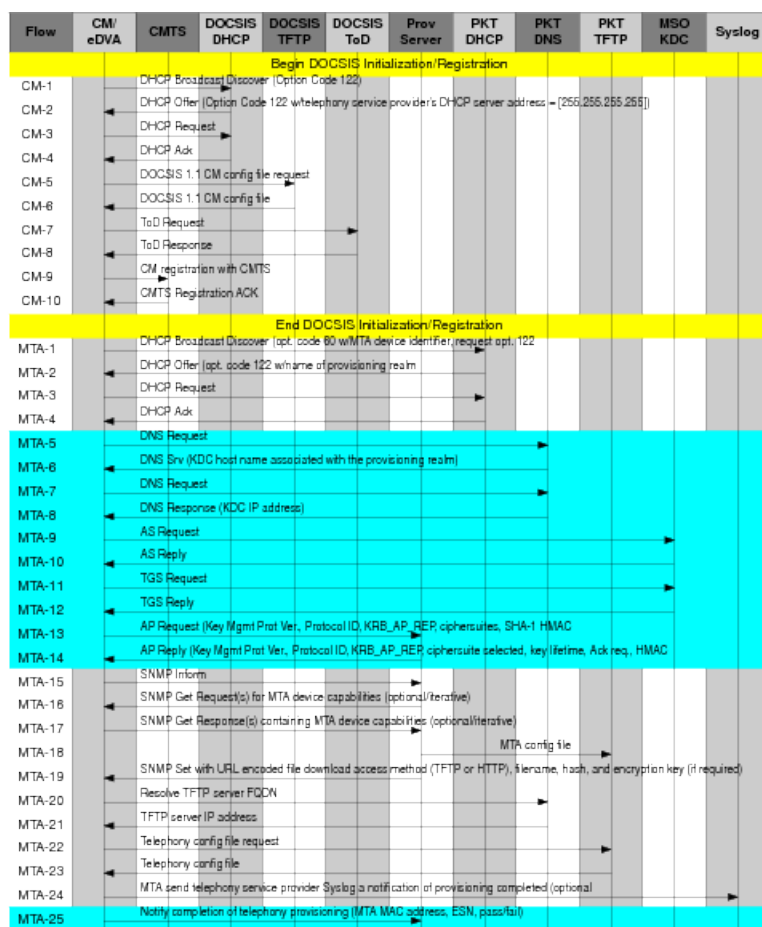 Flow CM/ eDVA CMTS DOCSIS DHCP DOCSIS TFTP DOCSIS ToD Prov Server PKT DHCP PKT DNS PKT TFTP MSO KDC Syslog
Begin DOCSIS Initialization/Registration
CM-1 DHCP Broadcast Discover (Option Code 122)
CM-2 DHCP Offer (Option Code 122 w/telephony service provider's DHCP server address = [255.255.255.255])
CM-3 DHCP Request
CM-4 DHCP Ack
CM-5 DOCSIS 1.1 CM config file request
CM-6 DOCSIS 1.1 CM config file
CM-7 ToD Request
CM-8 ToD Response
CM-9 CM registration with CMTS
CM-10 CMTS Registration ACK
End DOCSIS Initialization/Registration
MTA-1 DHCP Broadcast Discover (opt. code 60 w/MTA device identifier, request opt. 122
MTA-2 DHCP Offer (opt. code 122 w/name of provisioning realm
MTA-3 DHCP Request
MTA-4 DHCP Ack
MTA-5 DNS Request
MTA-6 DNS Srv (KDC host name associated with the provisioning realm)
MTA-7 DNS Request
MTA-8 DNS Response (KDC IP address)
MTA-9 AS Request
MTA-10 AS Reply
MTA-11 TGS Request
MTA-12 TGS Reply
MTA-13 AP Request (Key Mgmt Prot Ver., Protocol ID, KRB_AP_REP, ciphersuites, SHA-1 HMAC
MTA-14 AP Reply (Key Mgmt Prot Ver., Protocol ID, KRB_AP_REP, ciphersuite selected, key lifetime, Ack req., HMAC
MTA-15 SNMP Inform
MTA-16 SNMP Get Request(s) for MTA device capabilities (optional/iterative)
MTA-17 SNMP Get Response(s) containing MTA device capabilities (optional/iterative)
MTA-18 MTA config file
MTA-19 SNMP Set with URL encoded file download access method (TFTP or HTTP), filename, hash, and encryption key (if required)
MTA-20 Resolve TFTP server FQDN
MTA-21 TFTP server IP address
MTA-22 Telephony config file request
MTA-23 Telephony config file
MTA-24 MTA send telephony service provider Syslog a notification of provisioning completed (optional
MTA-25 Notify completion of telephony provisioning (MTA MAC address, ESN, pass/fail)